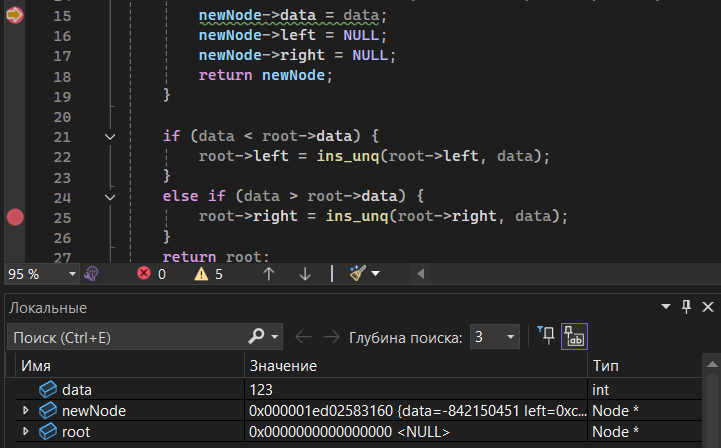 15 newNode->data = data;
16 newNode->left = NULL;
17 newNode->right = NULL;
18 return newNode;
19 }
20
21 if (data < root->data) {
22 root->left = ins_unq(root->left, data);
23 }
24 else if (data > root->data) {
25 root->right = ins_unq(root->right, data);
26 }
27 return root;
95 % 0 5
Локальные
Поиск (Ctrl+E) Глубина поиска: 3
Имя Значение Тип
data 123 int
newNode 0x000001ed02583160 {data=-842150451 left=0xc... Node *
root 0x0000000000000000 <NULL> Node *